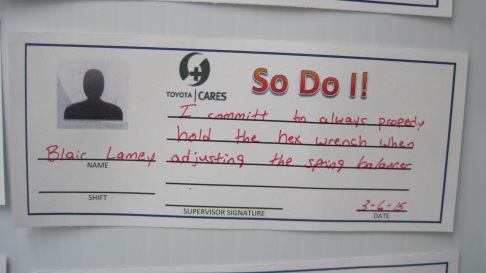 TOYOTA | CARES
So Do I!!
I committ to always properly
hold the hex wrench when
Blair Lamey adjusting the spring balancer
NAME
SHIFT
SUPERVISOR SIGNATURE
3-6-15
DATE